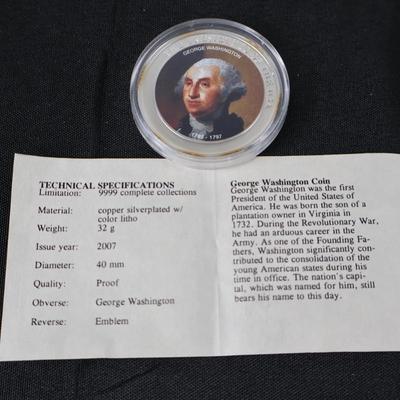 GEORGE WASHINGTON
1789 - 1797
TECHNICAL SPECIFICATIONS
Limitation: 9999 complete collections
Material: copper silverplated w/
color litho
Weight: 32 g
Issue year: 2007
Diameter: 40 mm
Quality: Proof
Obverse: George Washington
Reverse: Emblem
George Washington Coin
George Washington was the first
President of the United States of
America. He was born the son of a
plantation owner in Virginia in
1732. During the Revolutionary War,
he had an arduous career in the
Army. As one of the Founding Fa-
thers, Washington significantly con-
tributed to the consolidation of the
young American states during his
time in office. The nation's capi-
tal, which was named for him, still
bears his name to this day.